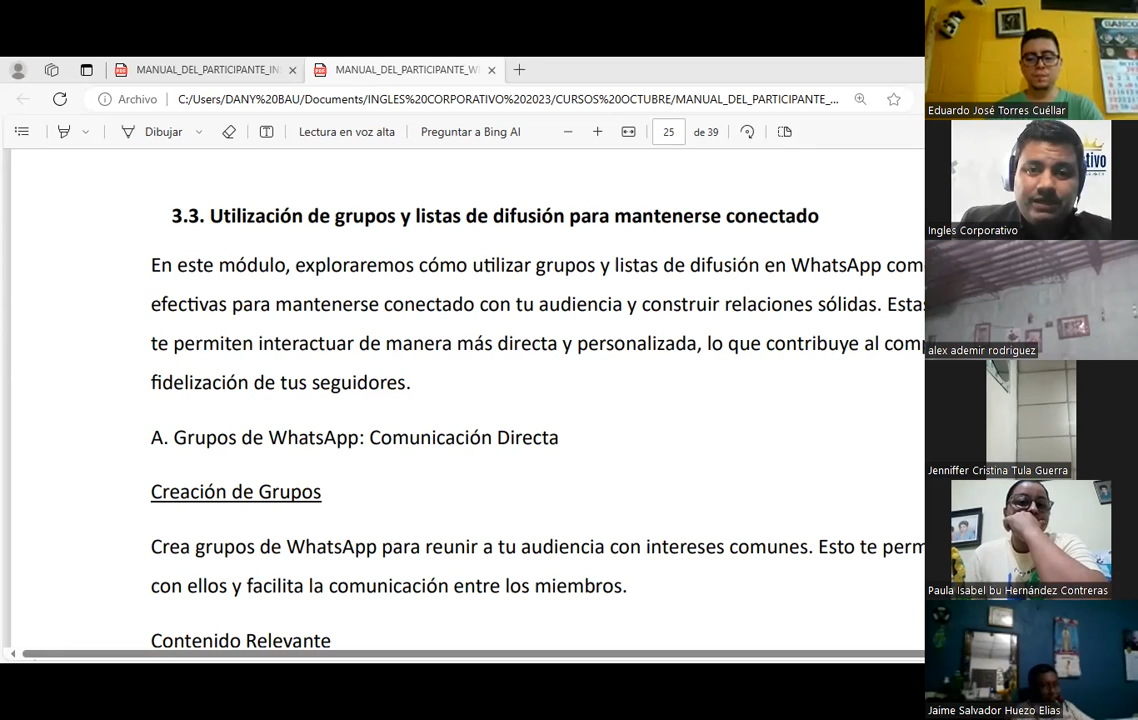 MANUAL_DEL_PARTICIPANTE_IN
MANUAL_DEL_PARTICIPANTE_W
Archivo
C:/Users/DANY%20BAU/Documents/INGLES%20CORPORATIVO%202023/CURSOS%20OCTUBRE/MANUAL_DEL_PARTICIPANTE_...
Dibujar
Lectura en voz alta
Preguntar a Bing AI
25 de 39
3.3. Utilización de grupos y listas de difusión para mantenerse conectado
En este módulo, exploraremos cómo utilizar grupos y listas de difusión en WhatsApp com
efectivas para mantenerse conectado con tu audiencia y construir relaciones sólidas. Estas
te permiten interactuar de manera más directa y personalizada, lo que contribuye al com
fidelización de tus seguidores.
A. Grupos de WhatsApp: Comunicación Directa
Creación de Grupos
Crea grupos de WhatsApp para reunir a tu audiencia con intereses comunes. Esto te perm
con ellos y facilita la comunicación entre los miembros.
Contenido Relevante
Eduardo José Torres Cuéllar
tivo
Ingles Corporativo
alex ademir rodriguez
Jenniffer Cristina Tula Guerra
Paula Isabel bu Hernández Contreras
Jaime Salvador Huezo Elias